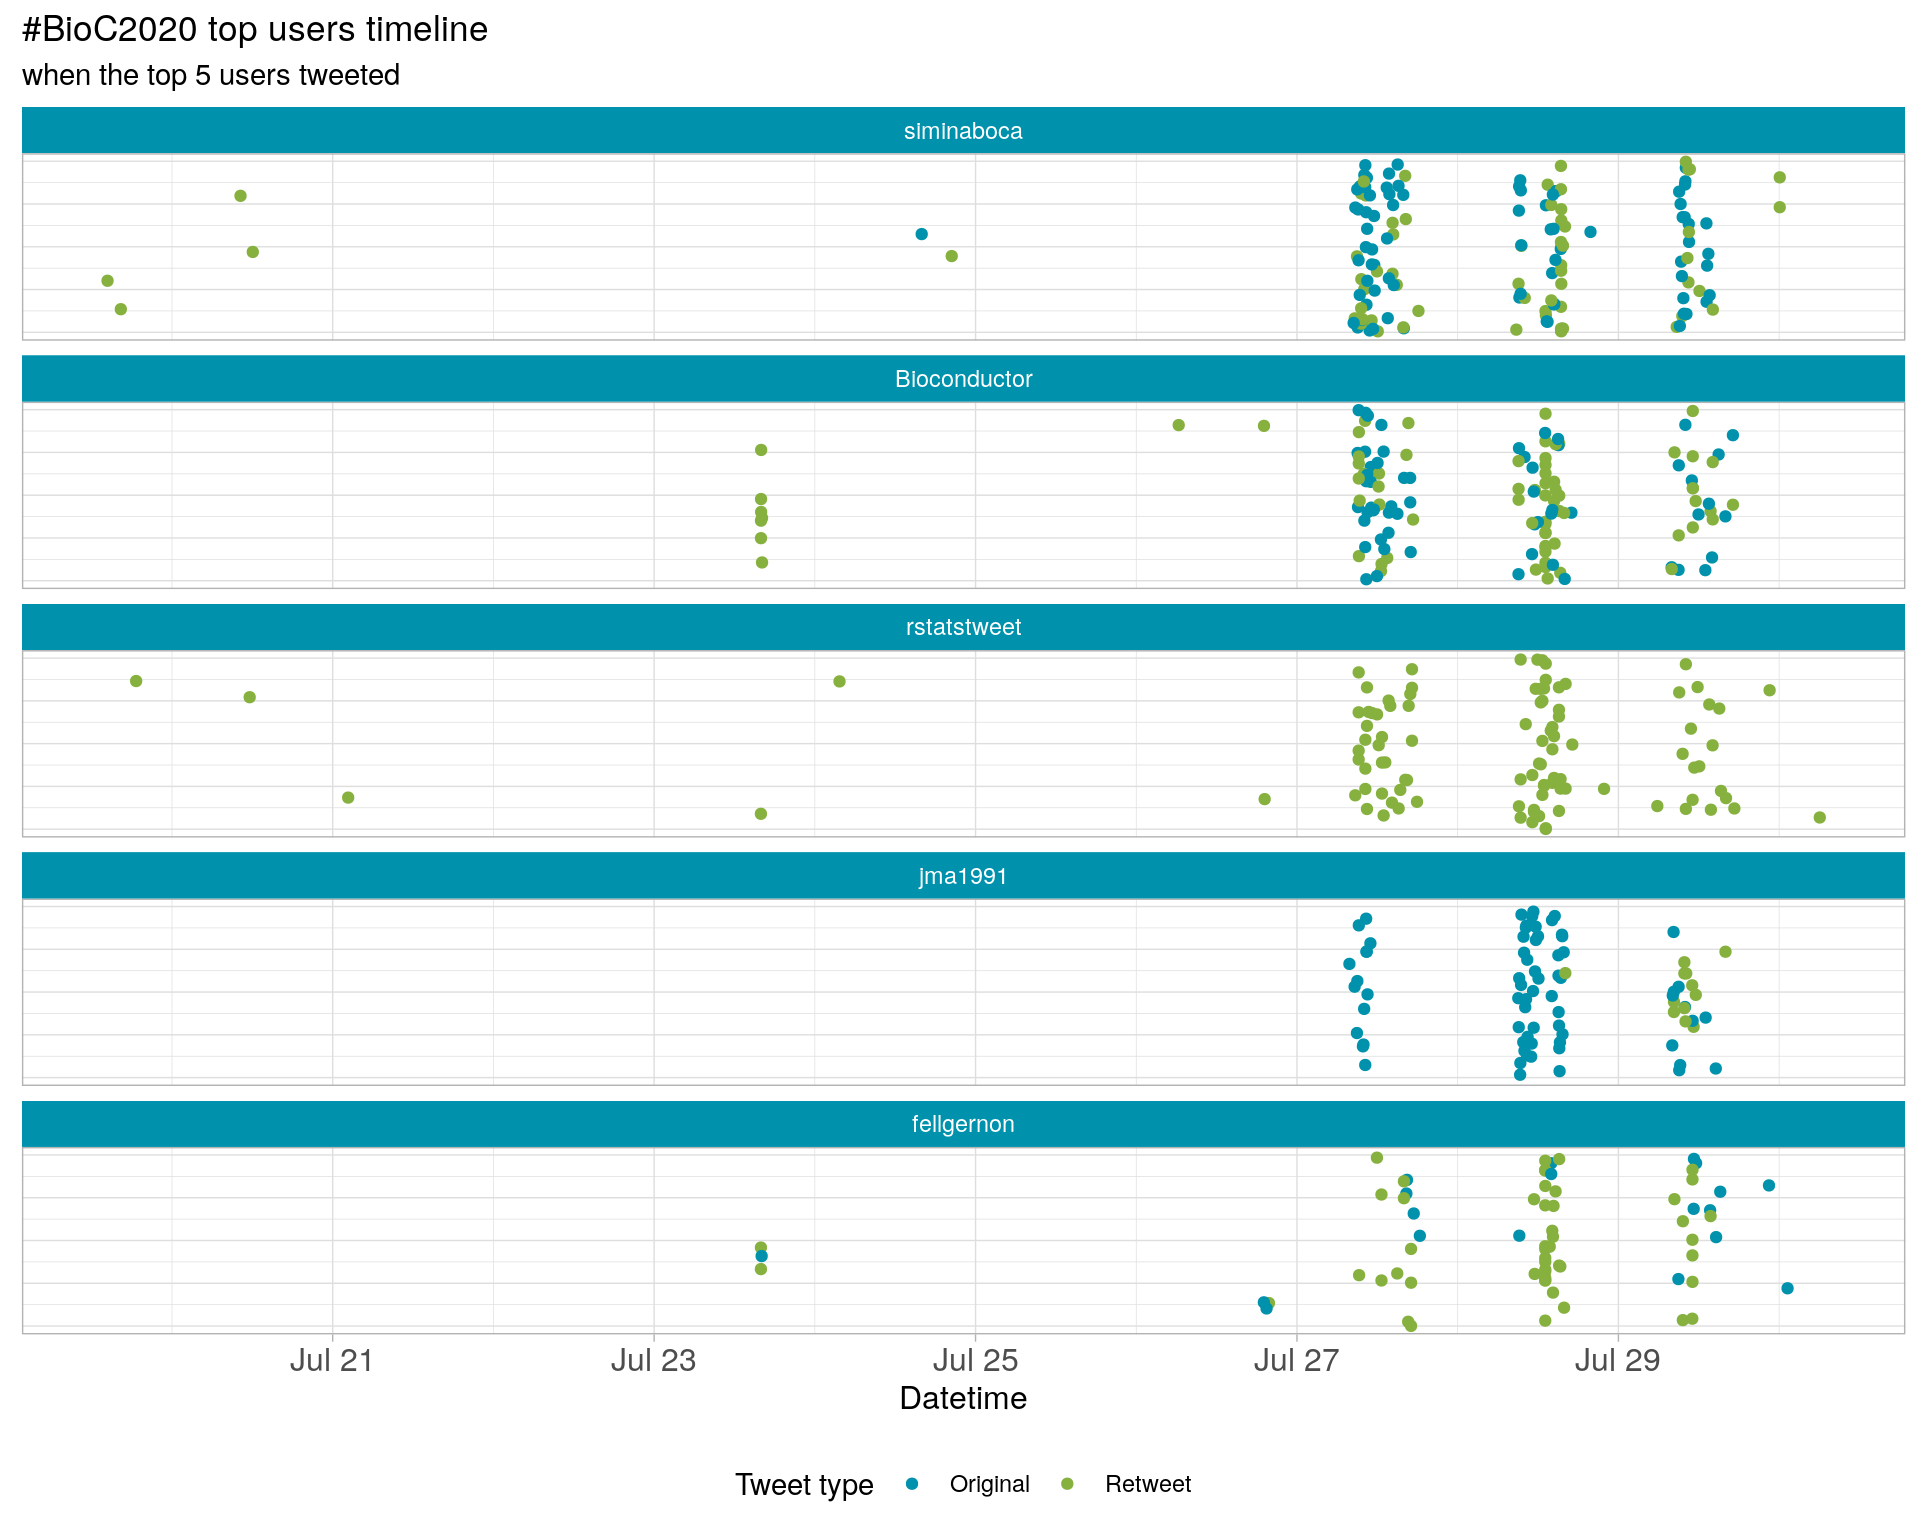 #BioC2020 top users timeline
when the top 5 users tweeted
siminaboca
Bioconductor
rstatstweet
jma1991
fellgernon
Jul 21 Jul 23 Jul 25 Jul 27 Jul 29
Datetime
Tweet type Original Retweet